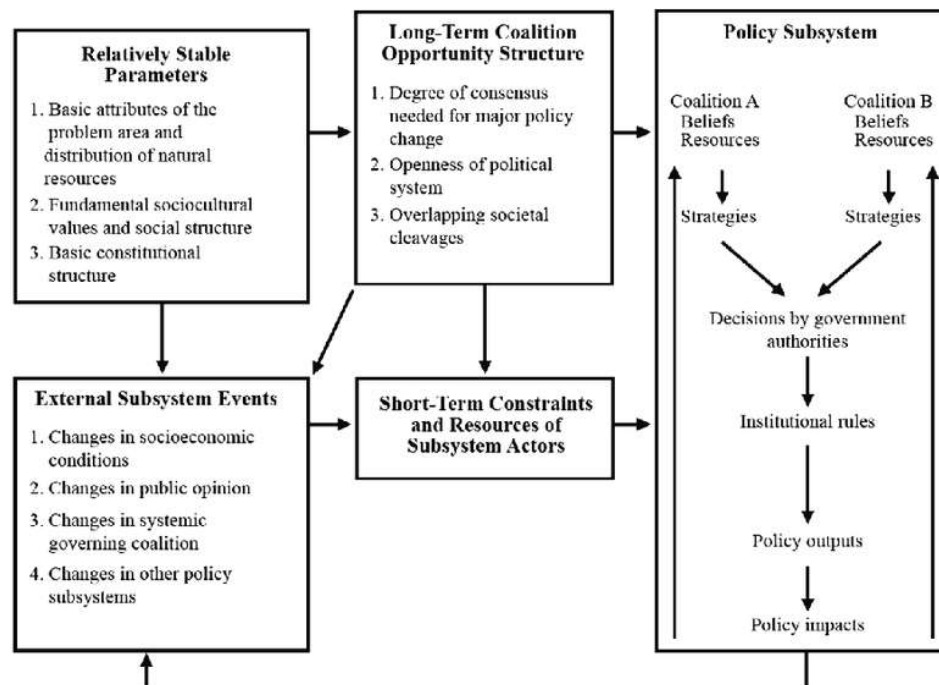 Relatively Stable
Parameters
1. Basic attributes of the
problem area and
distribution of natural
resources
2. Fundamental sociocultural
values and social structure
3. Basic constitutional
structure
Long-Term Coalition
Opportunity Structure
1. Degree of consensus
needed for major policy
change
2. Openness of political
system
3. Overlapping societal
cleavages
External Subsystem Events
1. Changes in socioeconomic
conditions
2. Changes in public opinion
3. Changes in systemic
governing coalition
4. Changes in other policy
subsystems
Short-Term Constraints
and Resources of
Subsystem Actors
Policy Subsystem
Coalition A
Beliefs
Resources
Coalition B
Beliefs
Resources
Strategies
Strategies
Decisions by government
authorities
Institutional rules
Policy outputs
Policy impacts